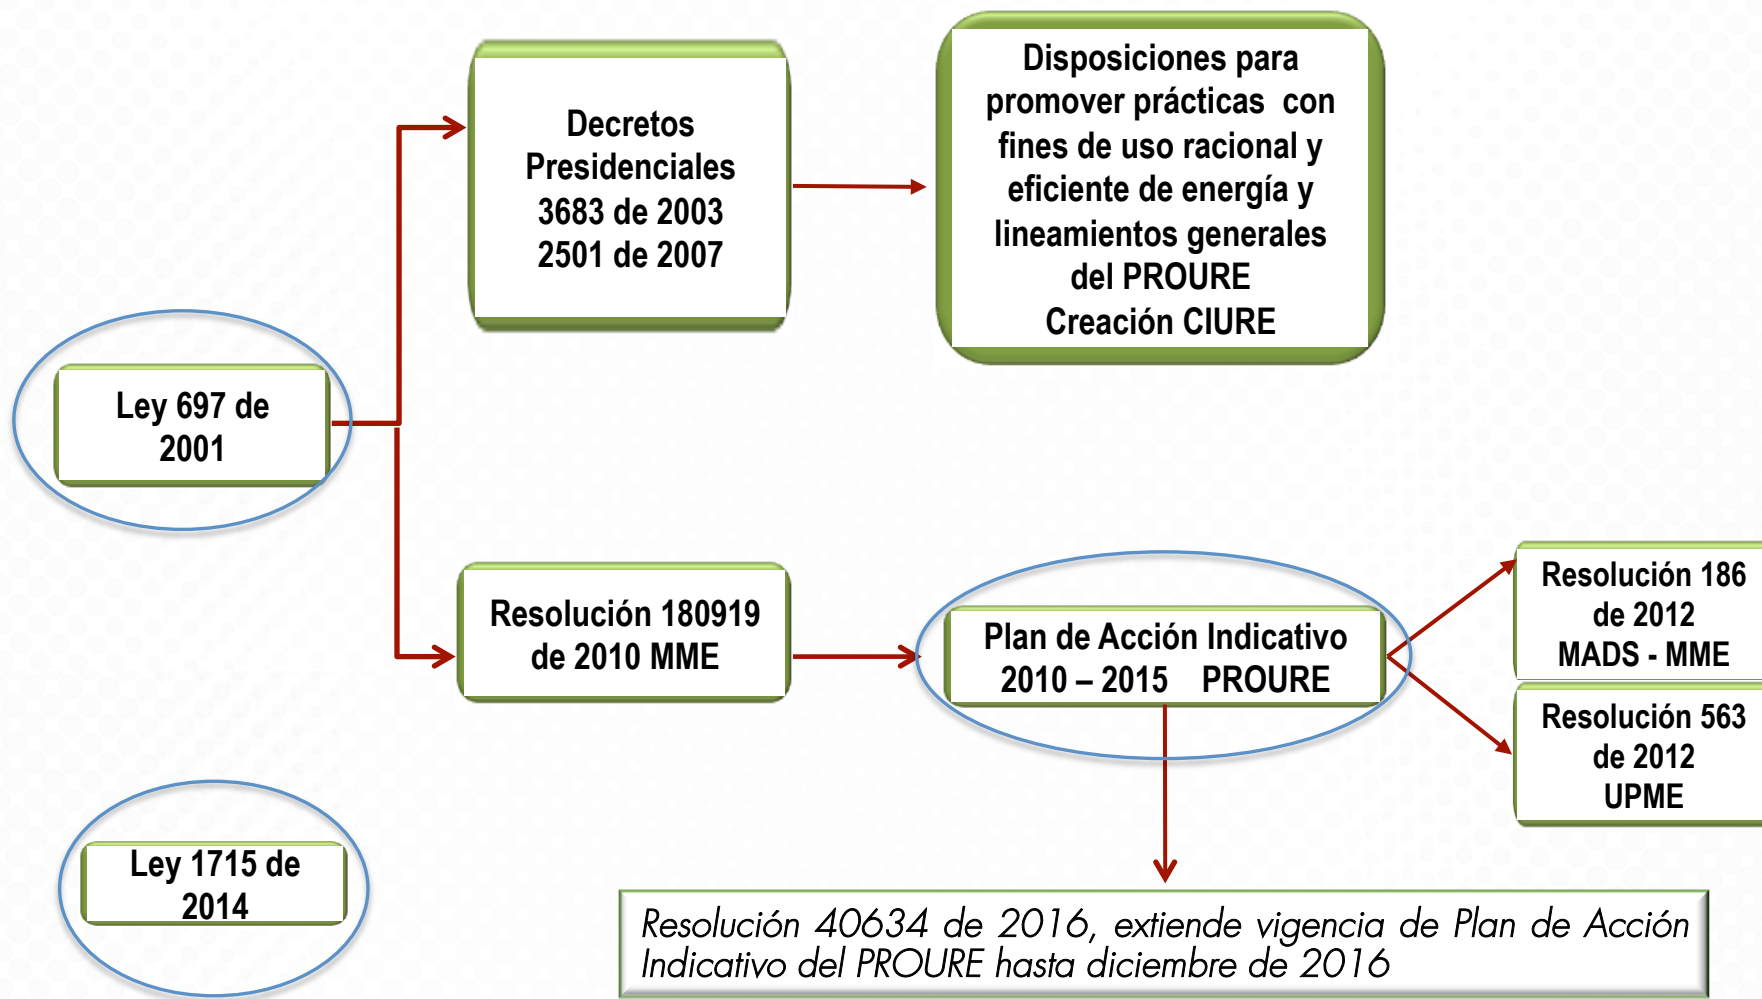 Decretos
Presidenciales
3683 de 2003
2501 de 2007
Disposiciones para
promover prácticas con
fines de uso racional y
eficiente de energía y
lineamientos generales
del PROURE
Creación CIURE
Ley 697 de
2001
Resolución 180919
de 2010 MME
Plan de Acción Indicativo
2010 – 2015 PROURE
Resolución 186
de 2012
MADS - MME
Resolución 563
de 2012
UPME
Ley 1715 de
2014
Resolución 40634 de 2016, extiende vigencia de Plan de Acción
Indicativo del PROURE hasta diciembre de 2016